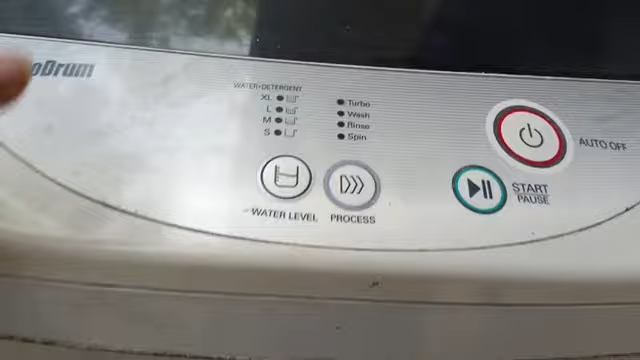 oDrum
WATER+DETERGENT
XL
L
M
S
Turbo
Wash
Rinse
Spin
AUTO OFF
START
PAUSE
WATER LEVEL
PROCESS